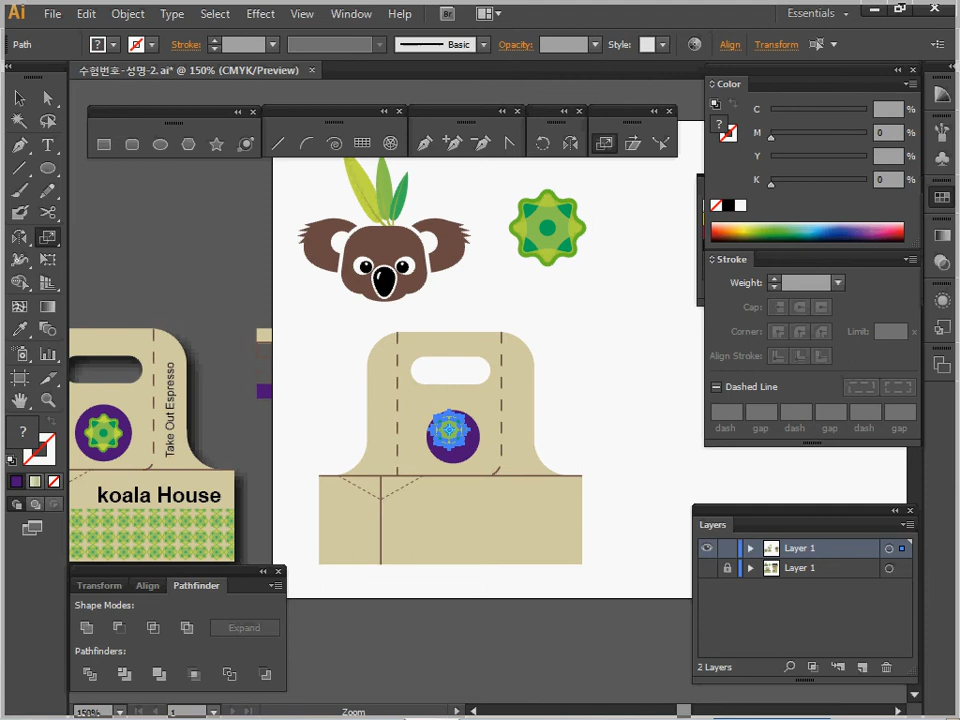 Ai File Edit Object Type Select Effect View Window Help Br Essentials
Path ? Stroke: Basic Opacity: Style: Align Transform
수험번호-성명-2.ai* @ 150% (CMYK/Preview) ×
Color
C %
? M 0 %
Y %
K 0 %
Stroke
Weight:
Cap:
Corner: Limit: x
Align Stroke:
Dashed Line
dash gap dash gap dash gap
Take Out Espresso
koala House
?
Layers
Layer 1
Layer 1
2 Layers
Transform Align Pathfinder
Shape Modes:
Expand
Pathfinders:
150% 1 Zoom